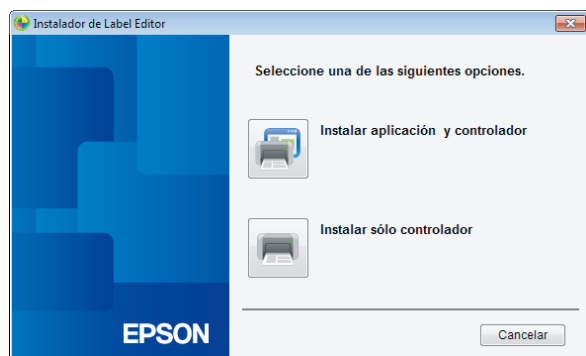 Instalador de Label Editor
Seleccione una de las siguientes opciones.
Instalar aplicación y controlador
Instalar sólo controlador
EPSON
Cancelar